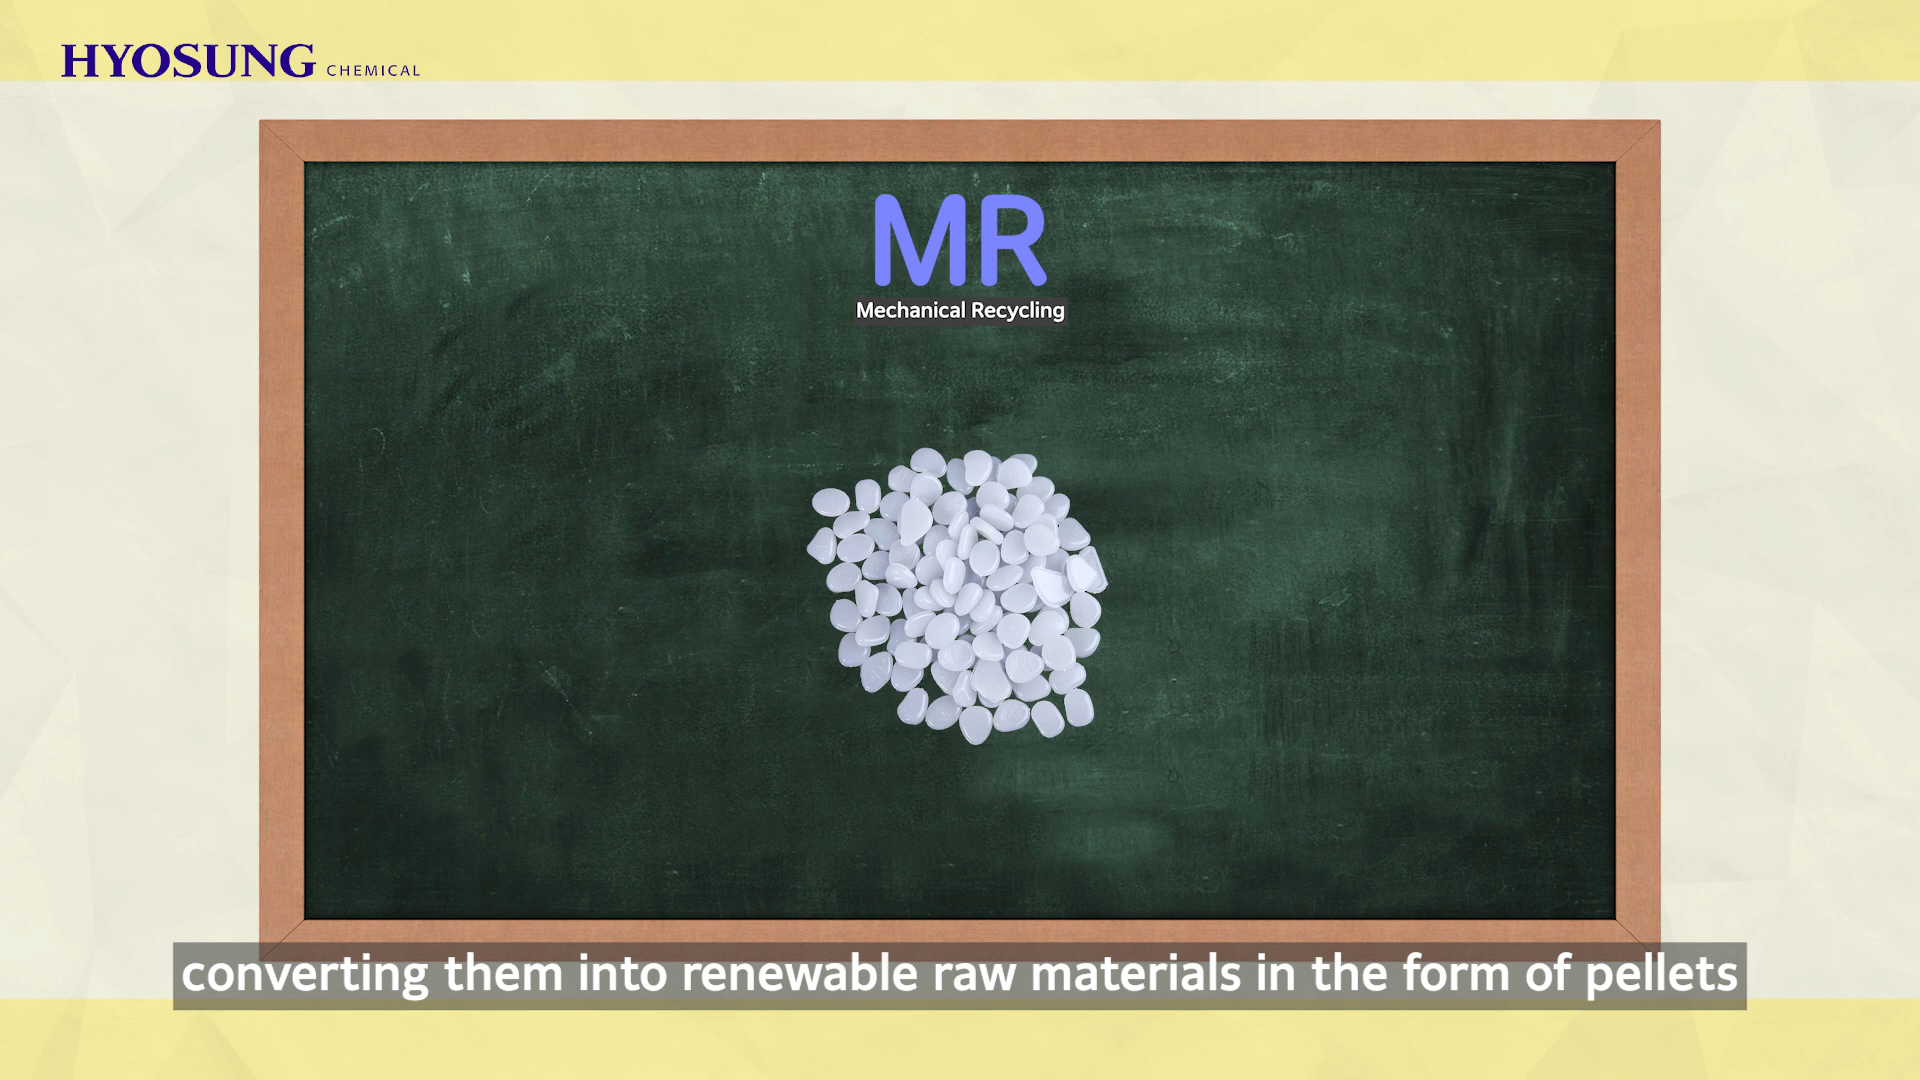 HYOSUNG CHEMICAL
MR
Mechanical Recycling
converting them into renewable raw materials in the form of pellets